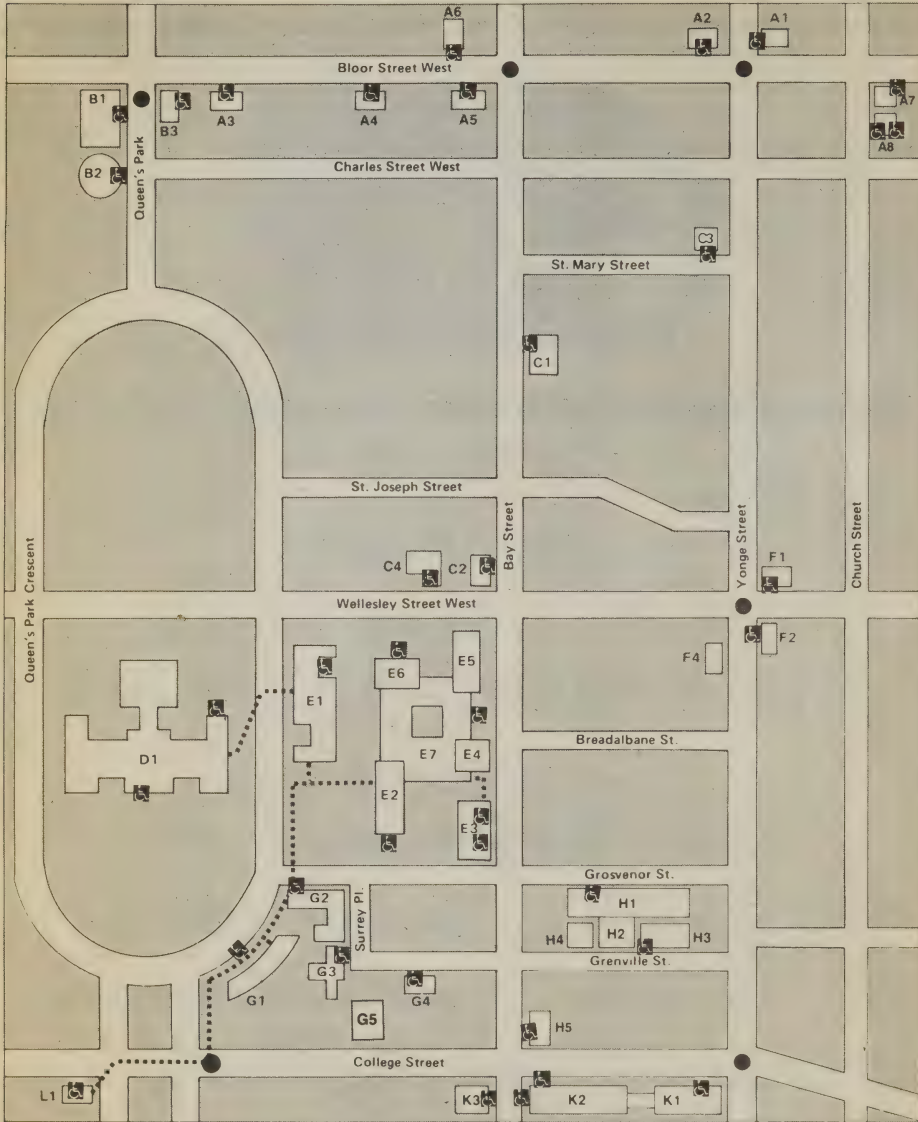 A6
A2
A1
Bloor Street West
B1
B3
A3
A4
A5
A7
A8
Queen's Park
B2
Charles Street West
C3
St. Mary Street
C1
St. Joseph Street
Bay Street
Yonge Street
Church Street
Queen's Park Crescent
C4
C2
F1
Wellesley Street West
F2
F4
E5
E6
E1
E7
E4
D1
Breadalbane St.
E2
E3
Grosvenor St.
G2
Surrey Pl.
H1
H4
H2
H3
Grenville St.
G3
G1
G4
G5
H5
College Street
L1
K3
K2
K1